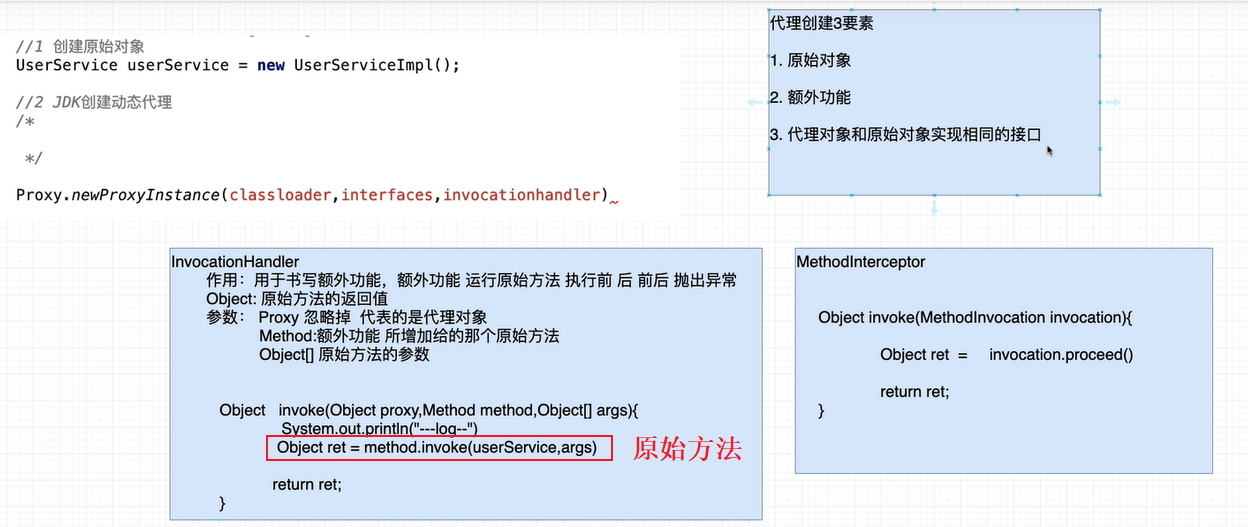 //1 创建原始对象
UserService userService = new UserServiceImpl();
//2 JDK创建动态代理
/*
*/
Proxy.newProxyInstance(classloader,interfaces,invocationhandler)
代理创建3要素
1. 原始对象
2. 额外功能
3. 代理对象和原始对象实现相同的接口
InvocationHandler
作用：用于书写额外功能，额外功能 运行原始方法 执行前 后 前后 抛出异常
Object: 原始方法的返回值
参数： Proxy 忽略掉 代表的是代理对象
Method:额外功能 所增加给的那个原始方法
Object[] 原始方法的参数
Object invoke(Object proxy,Method method,Object[] args){
System.out.println("---log--")
Object ret = method.invoke(userService,args)
原始方法
return ret;
}
MethodInterceptor
Object invoke(MethodInvocation invocation){
Object ret = invocation.proceed()
return ret;
}